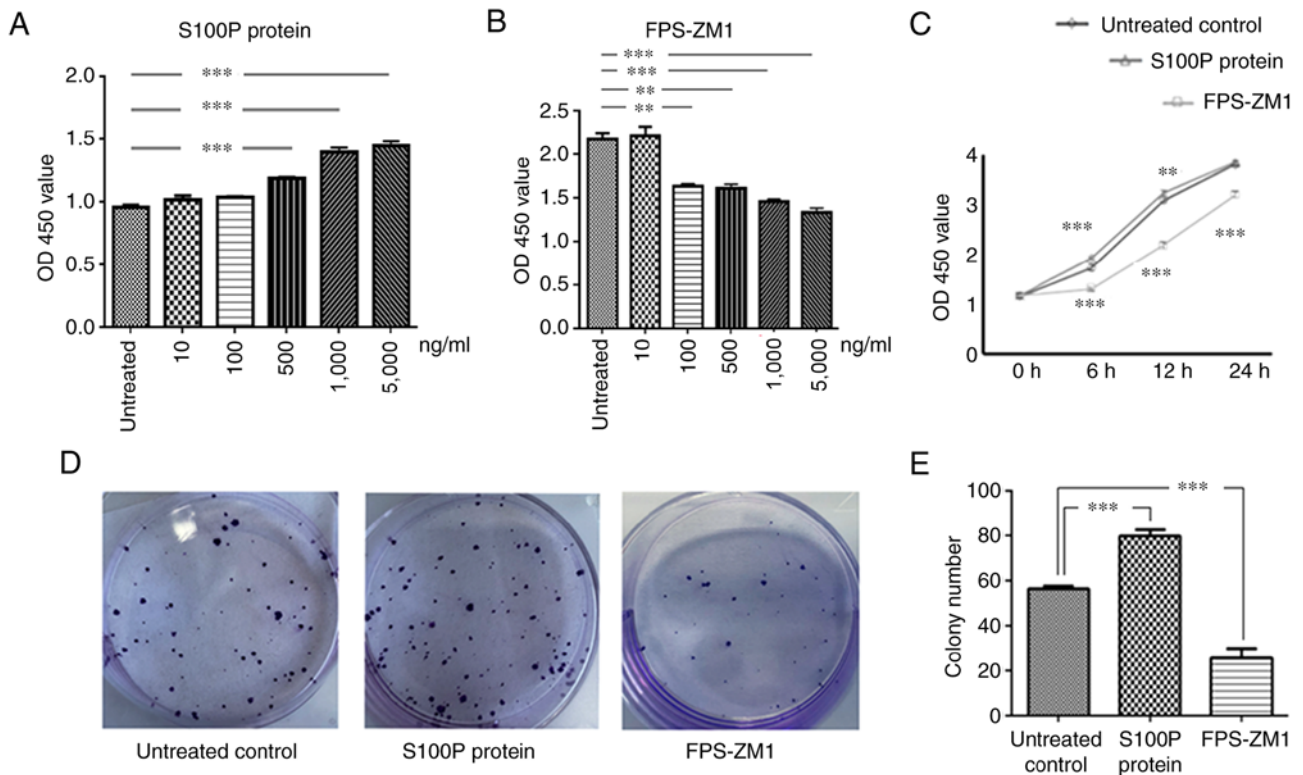 A
S100P protein
***
***
***
OD 450 value
2.0
1.5
1.0
0.5
0.0
Untreated
10
100
500
1,000
5,000
ng/ml
B
FPS-ZM1
***
***
**
**
OD 450 value
2.5
2.0
1.5
1.0
0.5
0.0
Untreated
10
100
500
1,000
5,000
ng/ml
C
Untreated control
S100P protein
FPS-ZM1
OD 450 value
4
3
2
1
0
**
***
***
***
***
0 h 6 h 12 h 24 h
D
Untreated control
S100P protein
FPS-ZM1
E
Colony number
100
80
60
40
20
0
***
***
Untreated
control
S100P
protein
FPS-ZM1